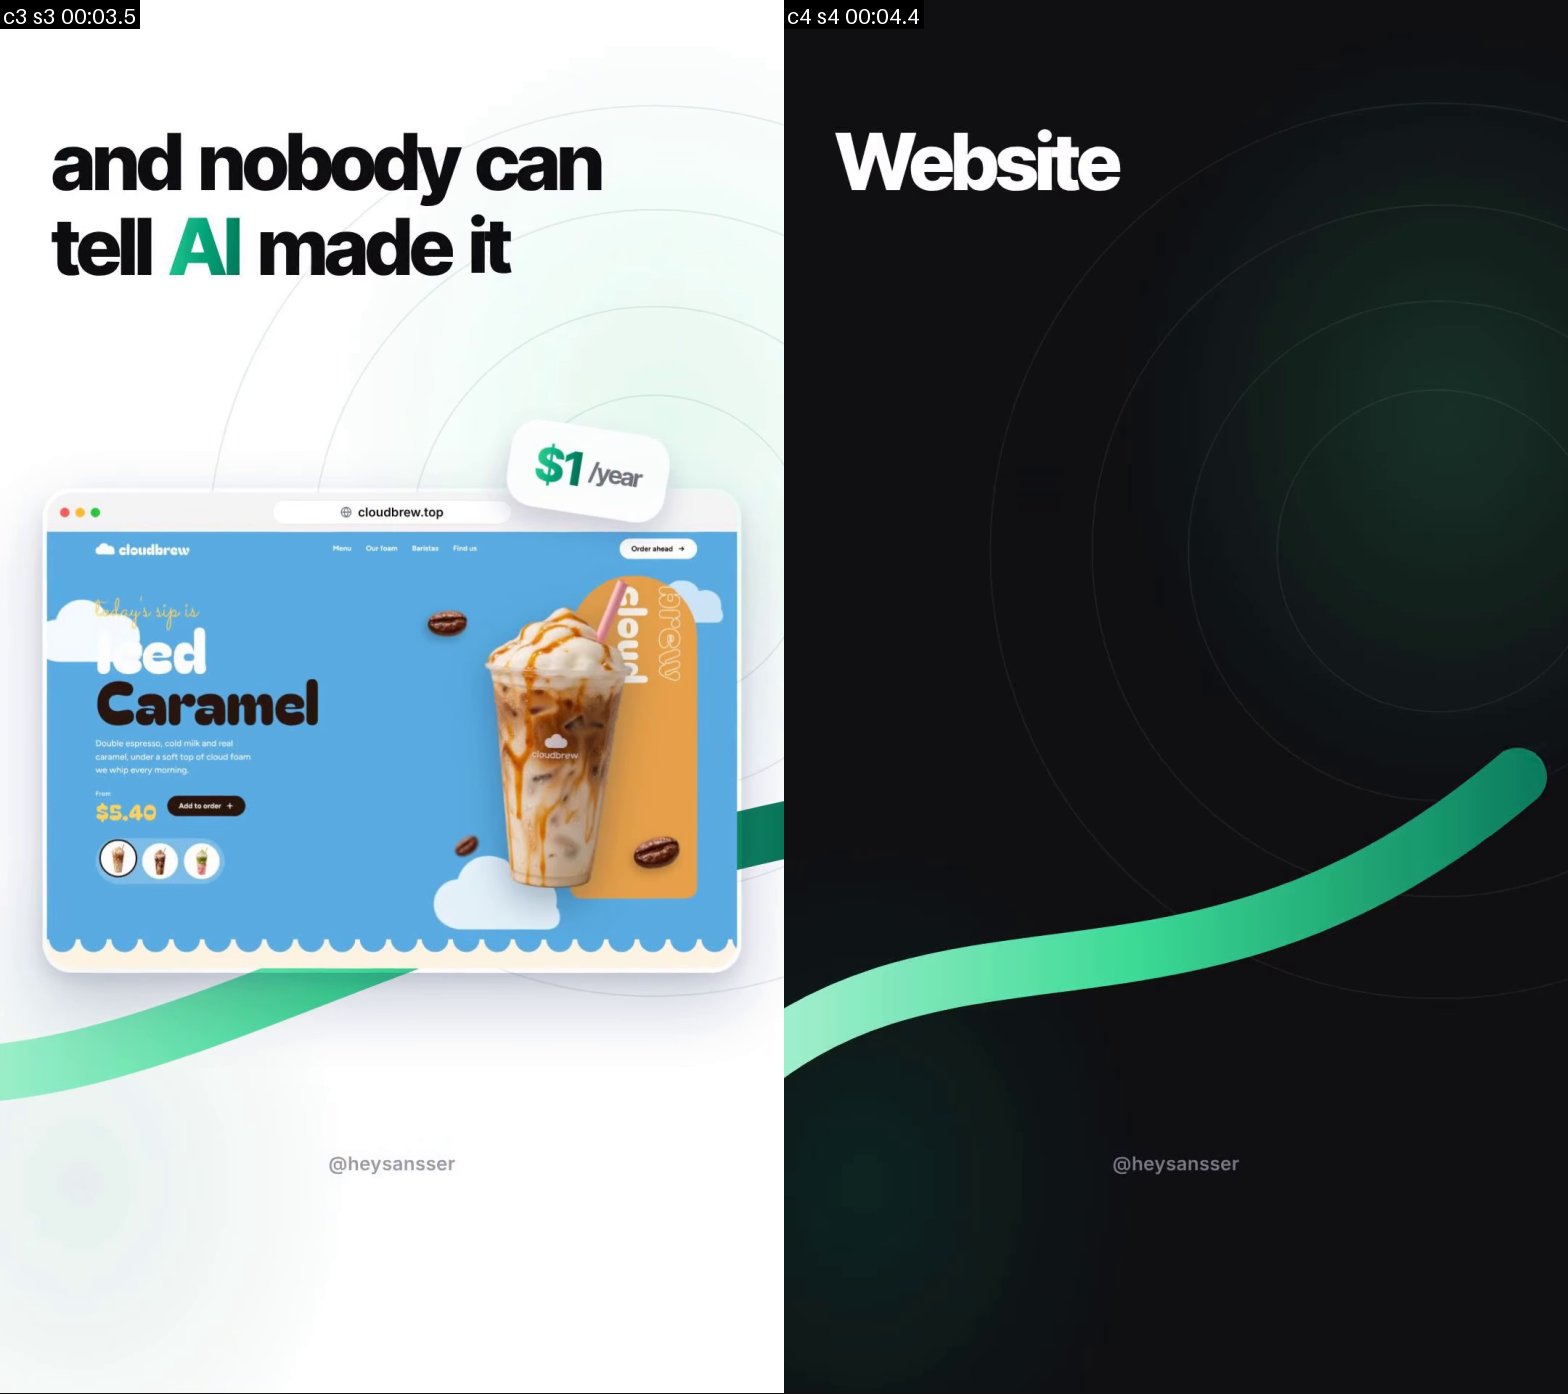 c3 s3 00:03.5
and nobody can
tell AI made it
$1 /year
cloudbrew.top
cloudbrew
Menu Our foam Baristas Find us
Order ahead
today's sip is
Iced
Caramel
Double espresso, cold milk and real
caramel, under a soft top of cloud foam
we whip every morning.
From
$5.40
Add to order +
cloud
brew
cloudbrew
@heysansser
c4 s4 00:04.4
Website
@heysansser